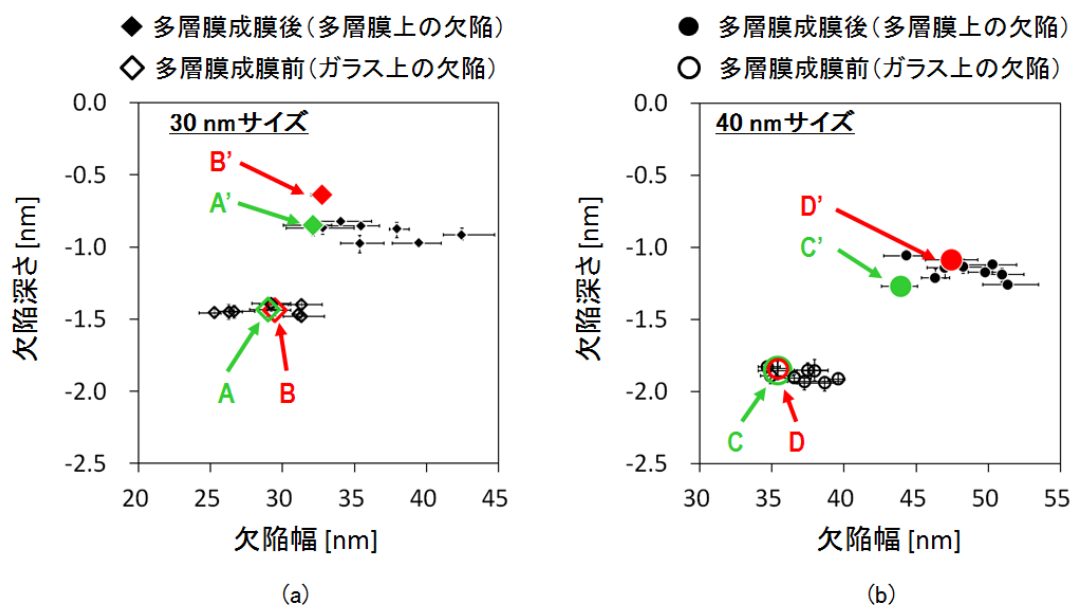 ◆ 多層膜成膜後（多層膜上の欠陥）
◇ 多層膜成膜前（ガラス上の欠陥）
0.0
-0.5
-1.0
-1.5
-2.0
-2.5
欠陥深さ [nm]
30 nmサイズ
B’
A’
A
B
20 25 30 35 40 45
欠陥幅 [nm]
(a)
● 多層膜成膜後（多層膜上の欠陥）
○ 多層膜成膜前（ガラス上の欠陥）
0.0
-0.5
-1.0
-1.5
-2.0
-2.5
欠陥深さ [nm]
40 nmサイズ
D’
C’
C
D
30 35 40 45 50 55
欠陥幅 [nm]
(b)